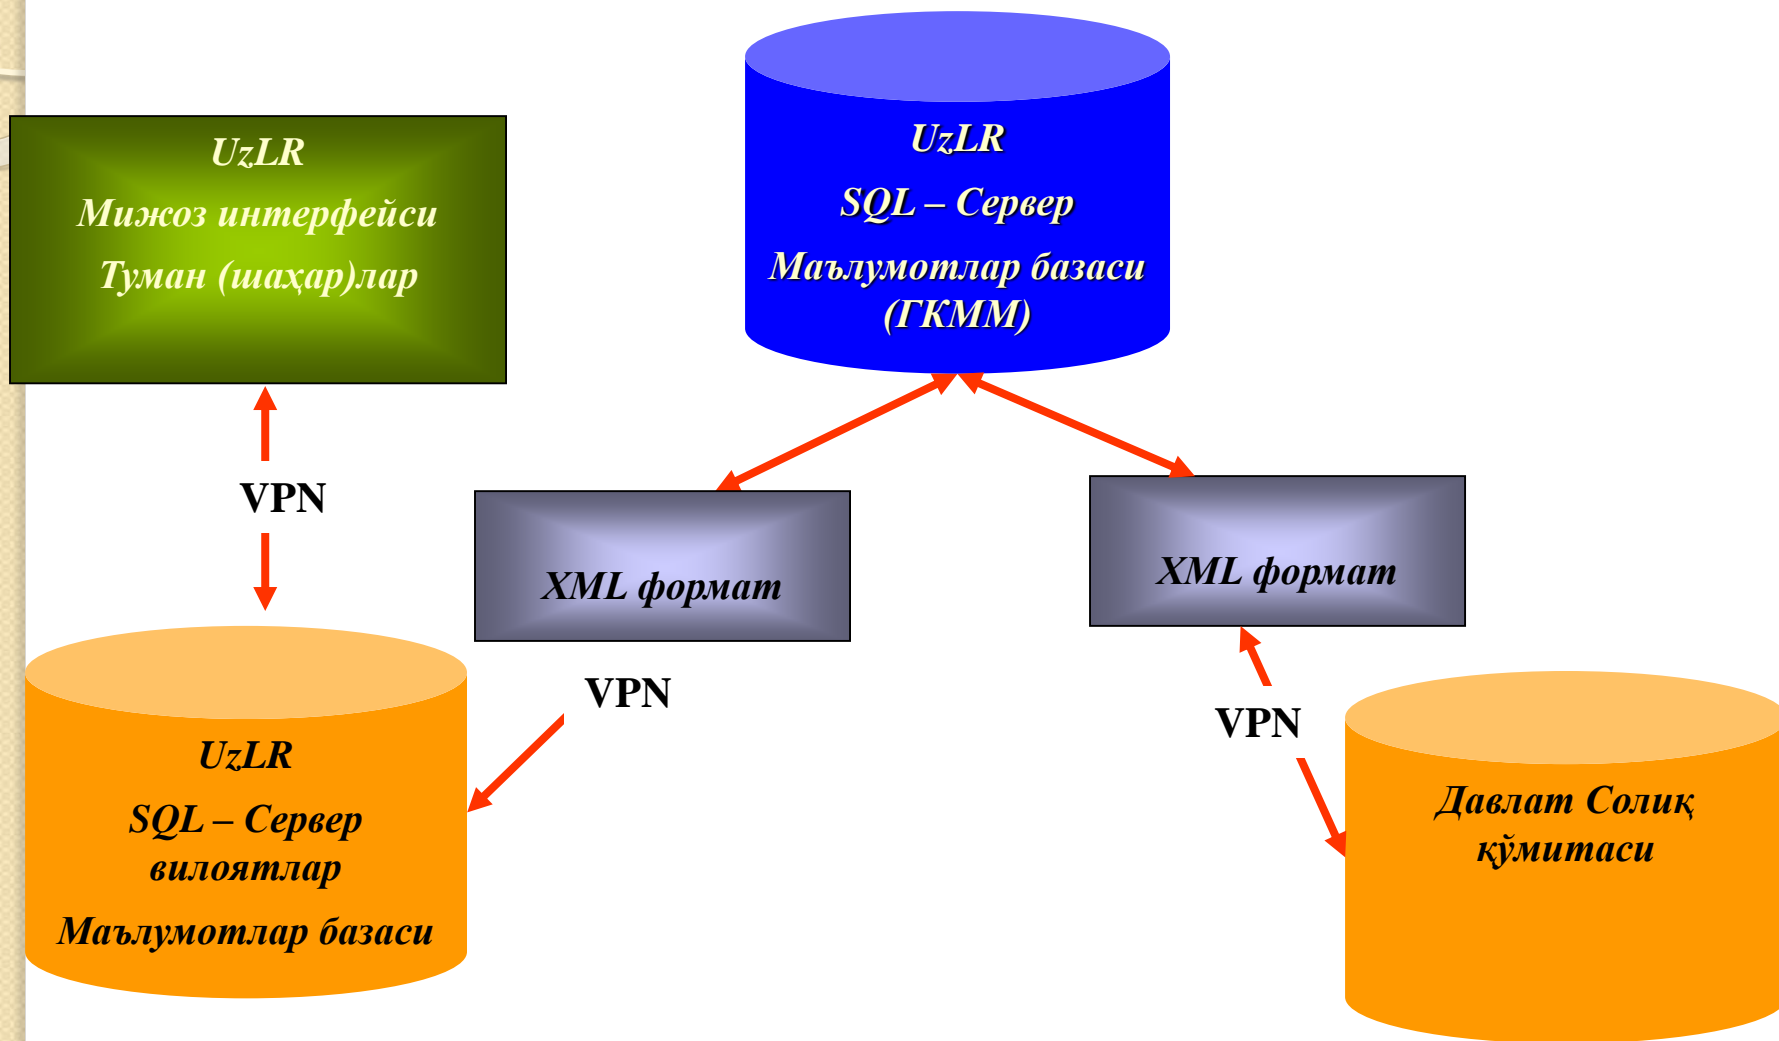 UzLR
Мижоз интерфейси
Туман (шаҳар)лар
UzLR
SQL – Сервер
Маълумотлар базаси
(ГКММ)
VPN
XML формат
XML формат
VPN
VPN
UzLR
SQL – Сервер
вилоятлар
Маълумотлар базаси
Давлат Солиқ
қўмитаси